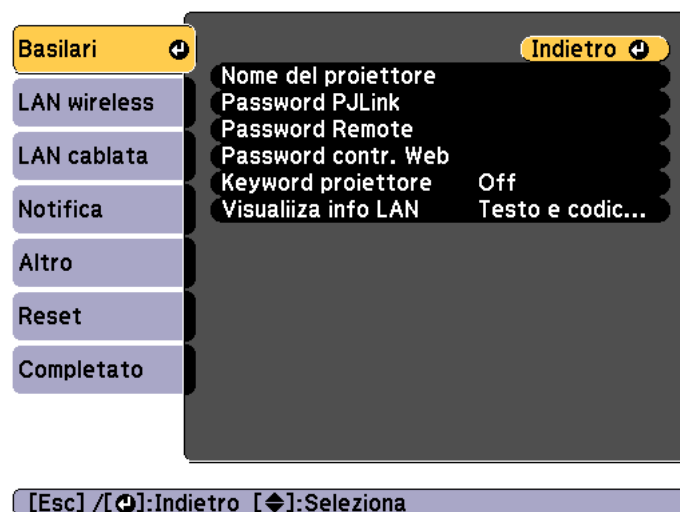 Basilari
Indietro
LAN wireless
LAN cablata
Notifica
Altro
Reset
Completato
Nome del proiettore
Password PJLink
Password Remote
Password contr. Web
Keyword proiettore Off
Visualiiza info LAN Testo e codic...
[Esc] /[⏎]:Indietro [◆]:Seleziona